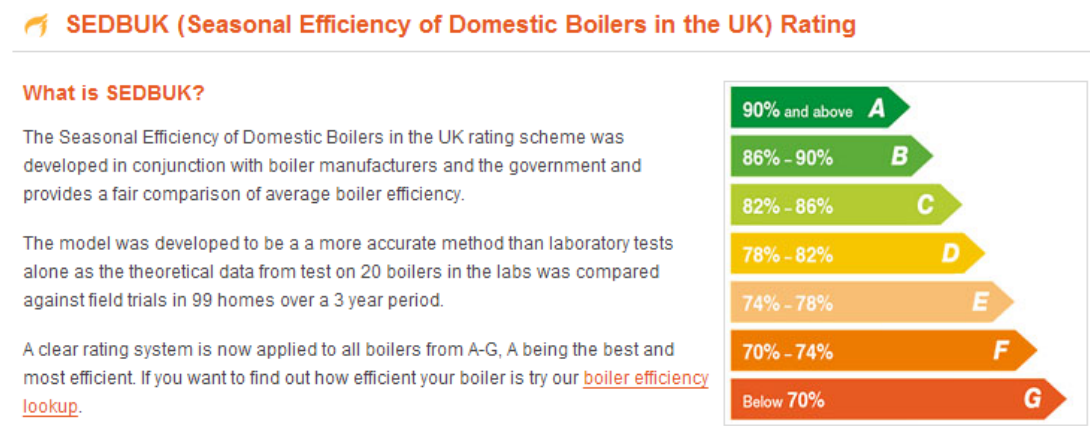 SEDBUK (Seasonal Efficiency of Domestic Boilers in the UK) Rating
What is SEDBUK?
The Seasonal Efficiency of Domestic Boilers in the UK rating scheme was
developed in conjunction with boiler manufacturers and the government and
provides a fair comparison of average boiler efficiency.
The model was developed to be a a more accurate method than laboratory tests
alone as the theoretical data from test on 20 boilers in the labs was compared
against field trials in 99 homes over a 3 year period.
A clear rating system is now applied to all boilers from A-G, A being the best and
most efficient. If you want to find out how efficient your boiler is try our boiler efficiency
lookup.
90% and above A
86% - 90% B
82% - 86% C
78% - 82% D
74% - 78% E
70% - 74% F
Below 70% G